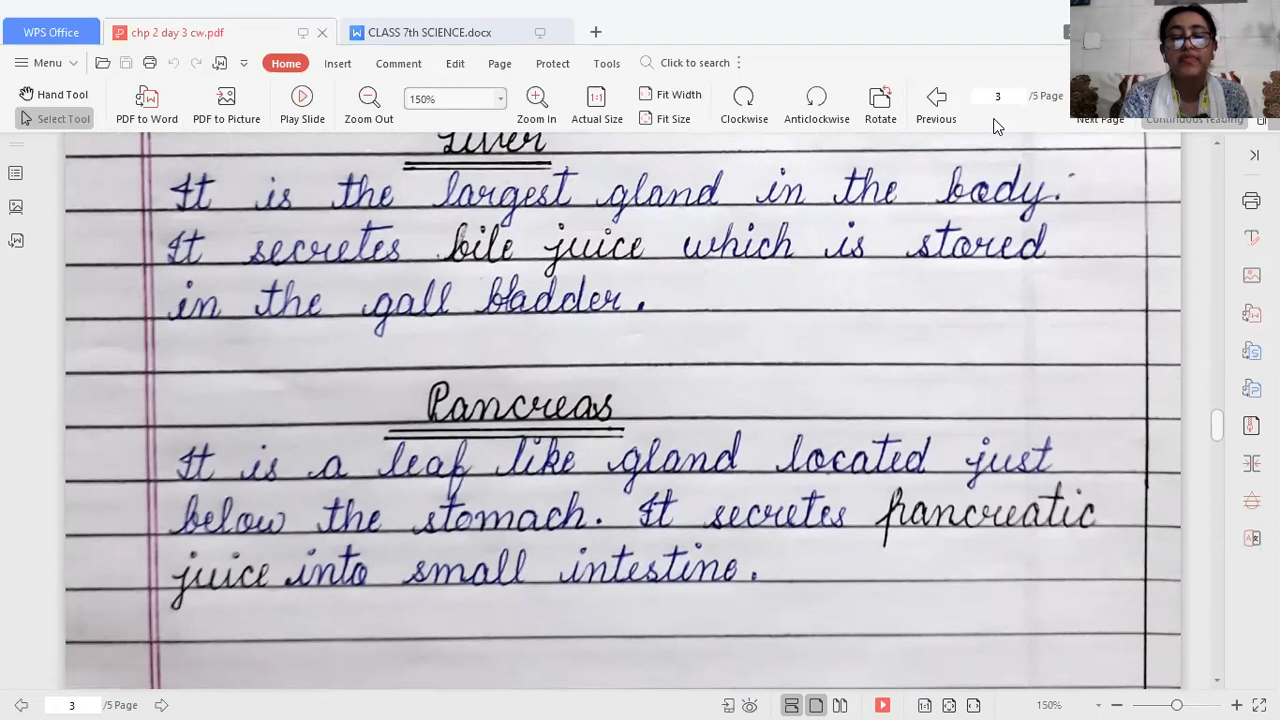 WPS Office
chp 2 day 3 cw.pdf
CLASS 7th SCIENCE.docx
Menu
Home
Insert
Comment
Edit
Page
Protect
Tools
Click to search
Hand Tool
Select Tool
PDF to Word
PDF to Picture
Play Slide
Zoom Out
150%
Zoom In
Actual Size
Fit Width
Fit Size
Clockwise
Anticlockwise
Rotate
Previous
3 /5 Page
Next Page
Continuous reading
Liver
It is the largest gland in the body.
It secretes bile juice which is stored
in the gall bladder.
Pancreas
It is a leaf like gland located just
below the stomach. It secretes pancreatic
juice into small intestine.
3 /5 Page
150%